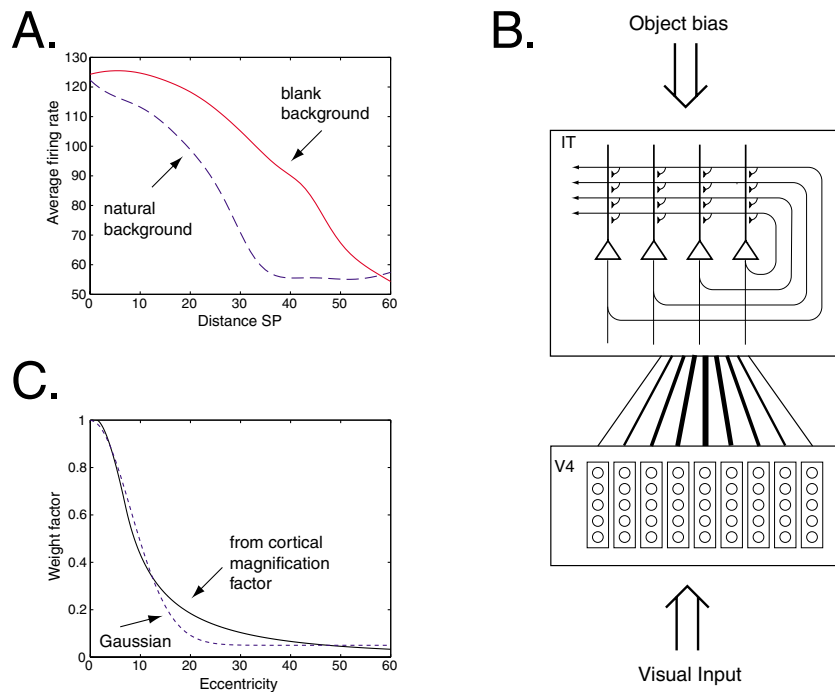 A.
130
120
110
100
90
80
70
60
50
0
10
20
30
40
50
60
Average firing rate
Distance SP
blank
background
natural
background
B.
Object bias
IT
V4
Visual Input
C.
1
0.8
0.6
0.4
0.2
0
0
10
20
30
40
50
60
Weight factor
Eccentricity
from cortical
magnification
factor
Gaussian